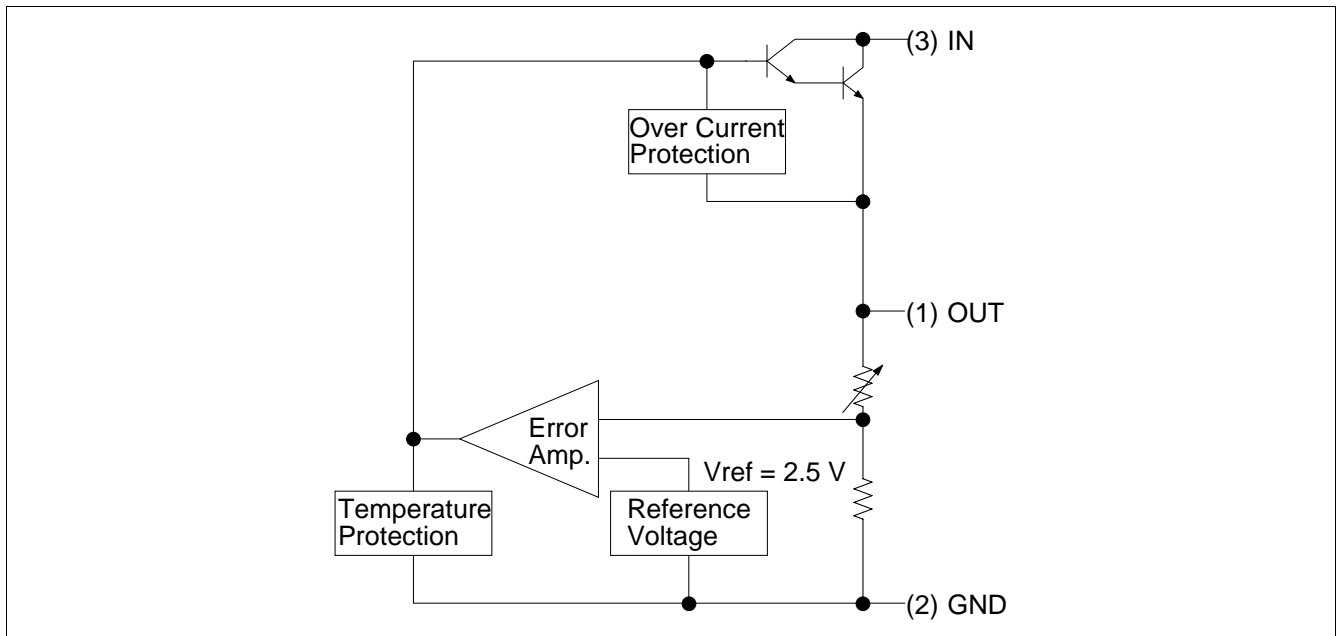 (3) IN
Over Current
Protection
(1) OUT
Error
Amp.
Vref = 2.5 V
Temperature
Protection
Reference
Voltage
(2) GND